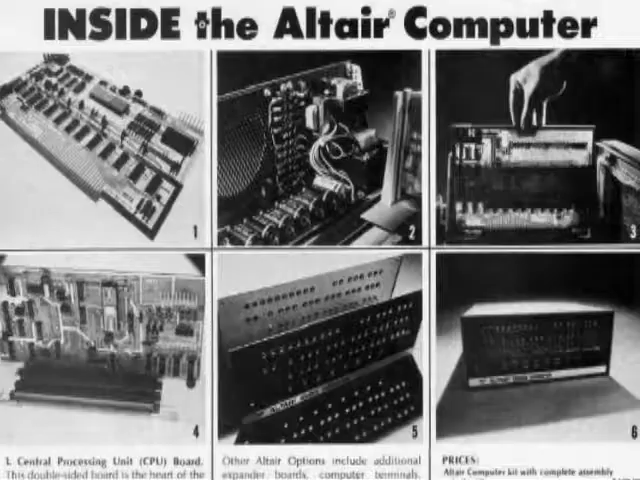 INSIDE the Altair® Computer
1
2
3
4
5
ALTAIR
6
ALTAIR
1. Central Processing Unit (CPU) Board.
This double-sided board is the heart of the
Other Altair Options include additional
expander boards, computer terminals,
PRICES:
Altair Computer kit with complete assembly